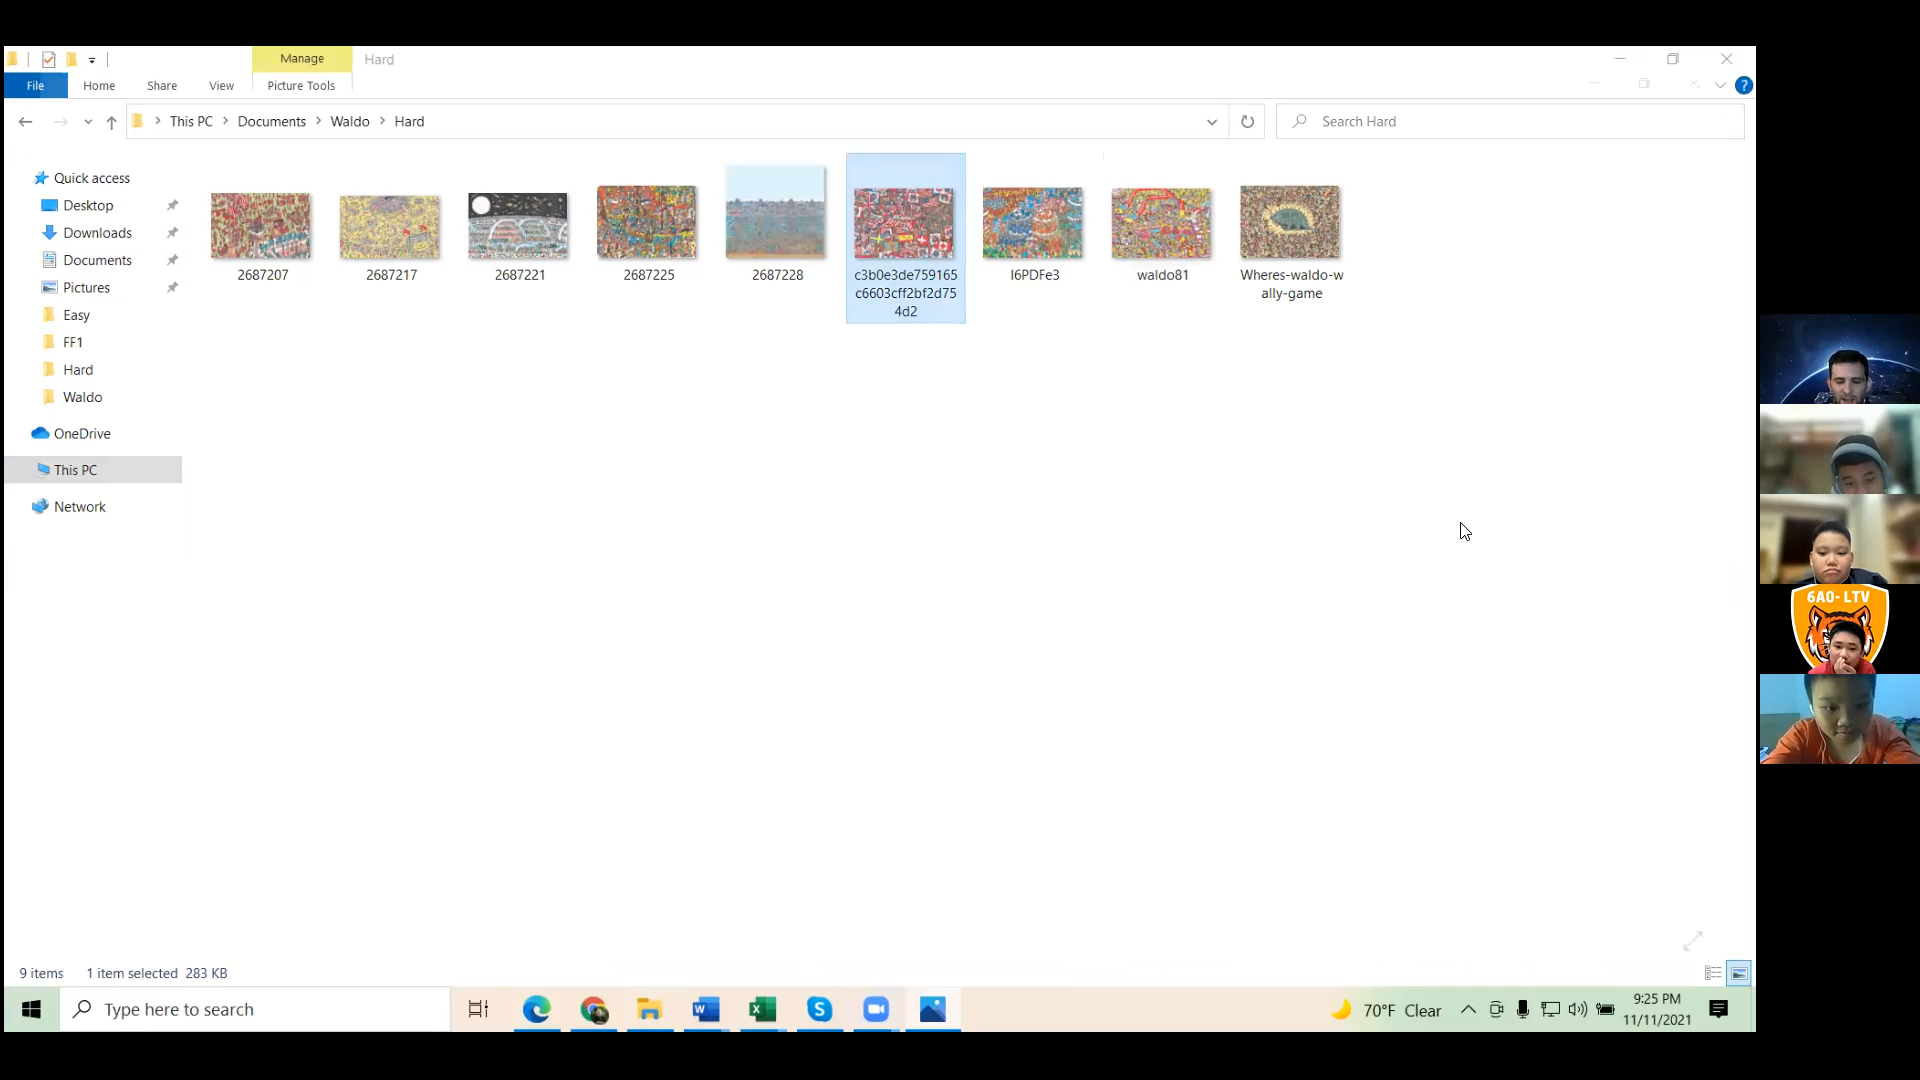 Manage
Hard
File
Home
Share
View
Picture Tools
?
This PC
Documents
Waldo
Hard
Search Hard
Quick access
Desktop
Downloads
Documents
Pictures
Easy
FF1
Hard
Waldo
OneDrive
This PC
Network
2687207
2687217
2687221
2687225
2687228
c3b0e3de759165
c6603cff2bf2d75
4d2
I6PDFe3
waldo81
Wheres-waldo-w
ally-game
6A0- LTV
9 items
1 item selected 283 KB
Type here to search
70°F Clear
9:25 PM
11/11/2021